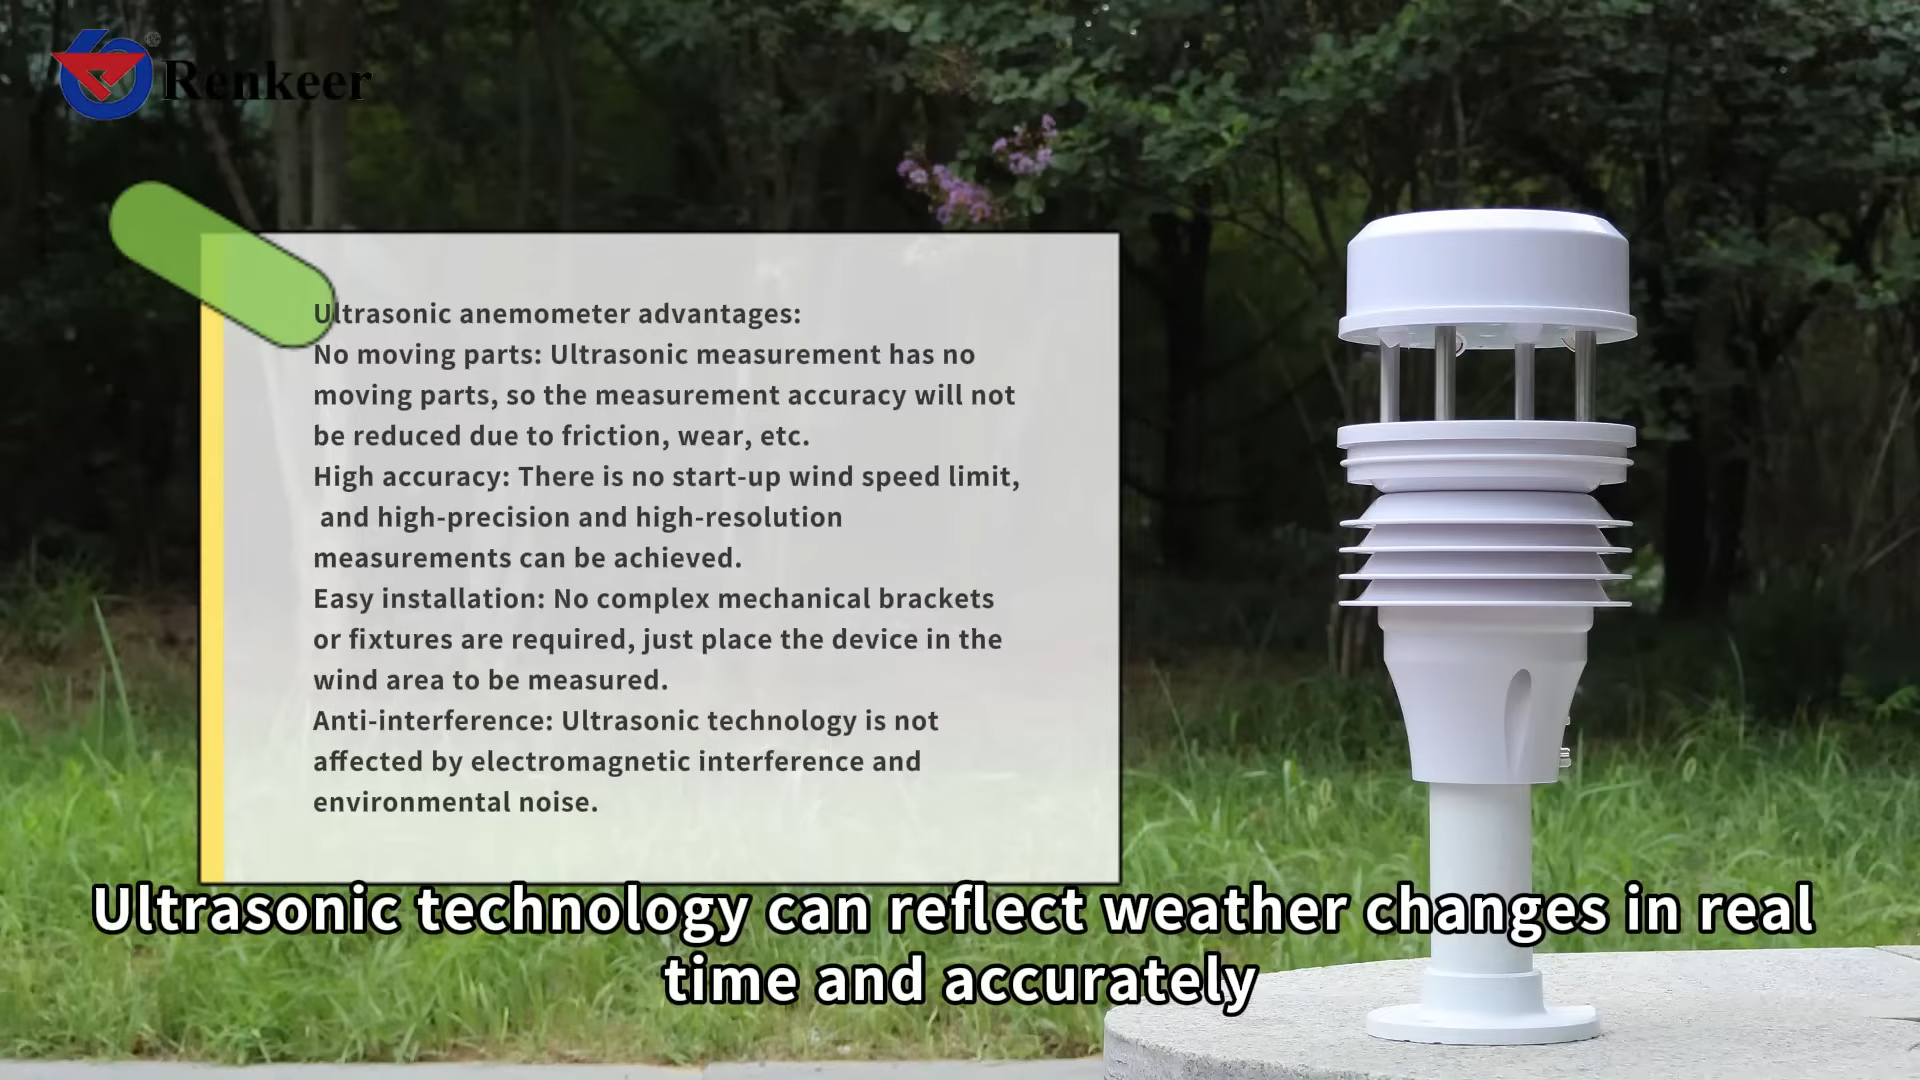 Renkeer
Ultrasonic anemometer advantages:
No moving parts: Ultrasonic measurement has no
moving parts, so the measurement accuracy will not
be reduced due to friction, wear, etc.
High accuracy: There is no start-up wind speed limit,
and high-precision and high-resolution
measurements can be achieved.
Easy installation: No complex mechanical brackets
or fixtures are required, just place the device in the
wind area to be measured.
Anti-interference: Ultrasonic technology is not
affected by electromagnetic interference and
environmental noise.
Ultrasonic technology can reflect weather changes in real
time and accurately